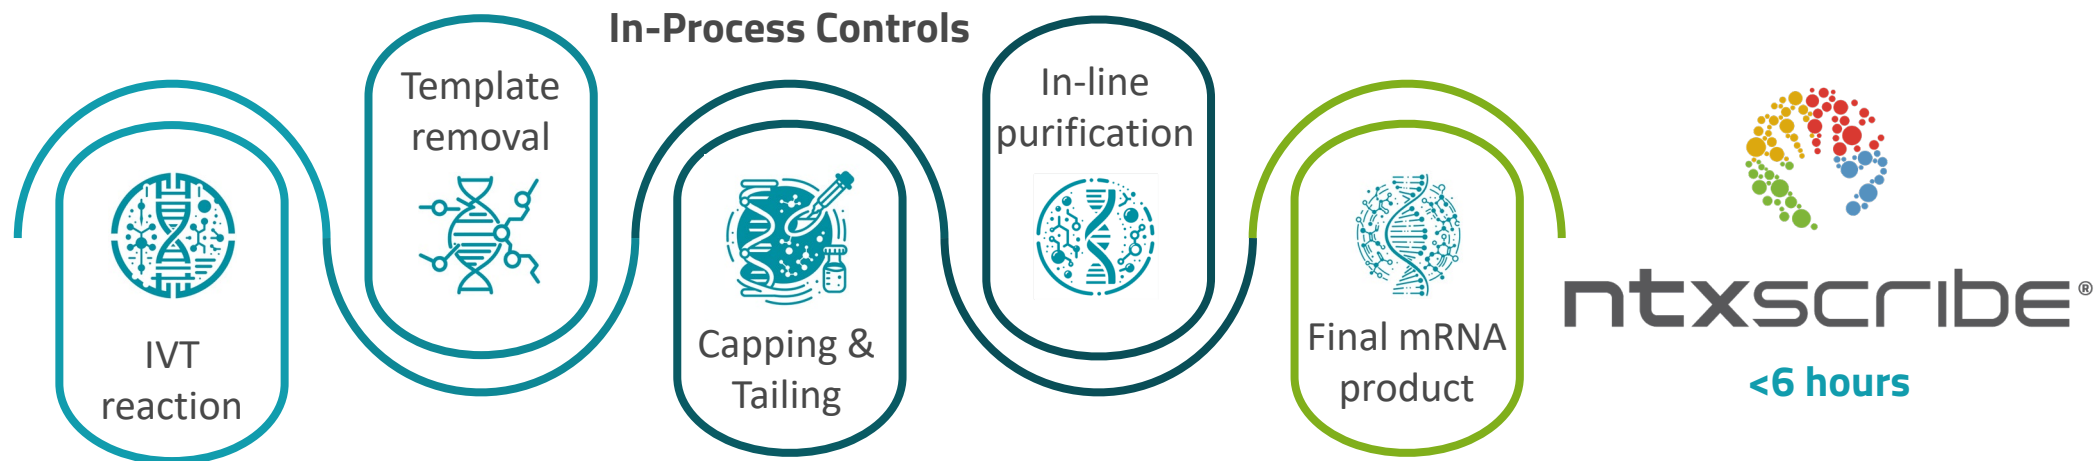 In-Process Controls
IVT
reaction
Template
removal
Capping &
Tailing
In-line
purification
Final mRNA
product
ntxscribe®
<6 hours